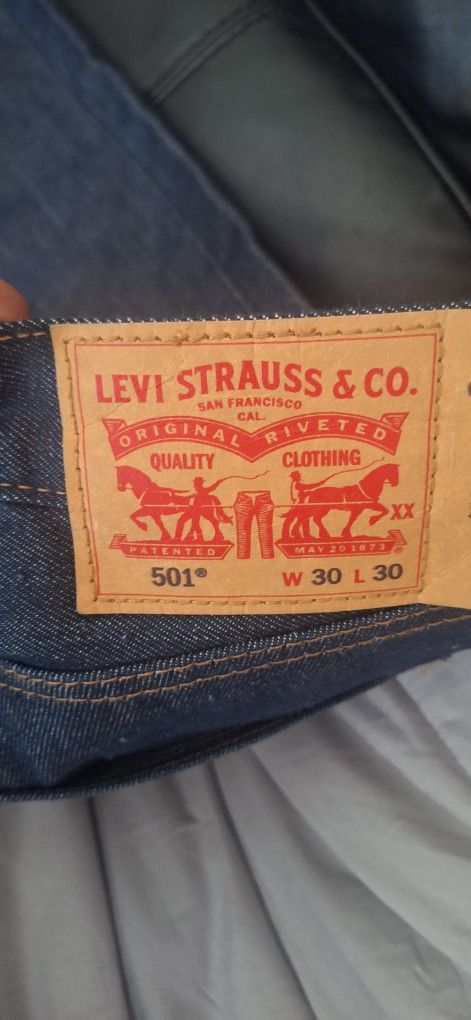 LEVI STRAUSS & CO.
SAN FRANCISCO
CAL.
ORIGINAL RIVETED
QUALITY CLOTHING
XX
PATENTED MAY 20 1873 ®
501® W 30 L 30